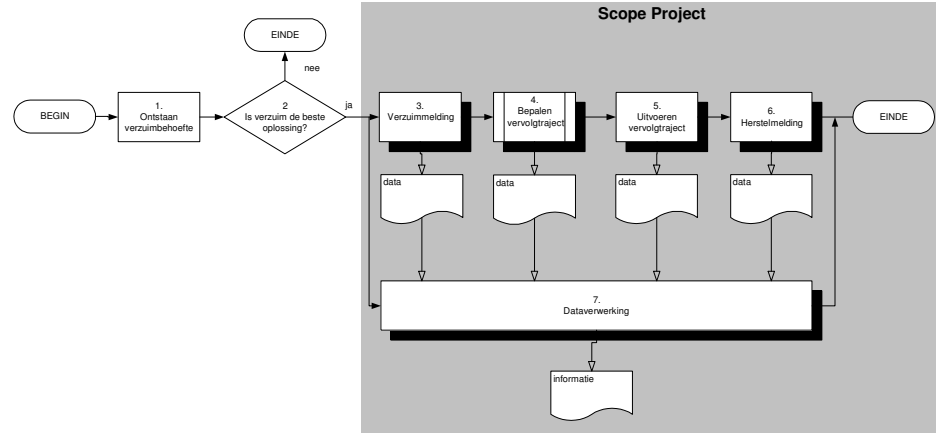 Scope Project
EINDE
nee
BEGIN
1.
Ontstaan
verzuimbehoefte
2
Is verzuim de beste
oplossing?
ja
3.
Verzuimmelding
4.
Bepalen
vervolgtraject
5.
Uitvoeren
vervolgtraject
6.
Herstelmelding
EINDE
data
data
data
data
7.
Dataverwerking
informatie